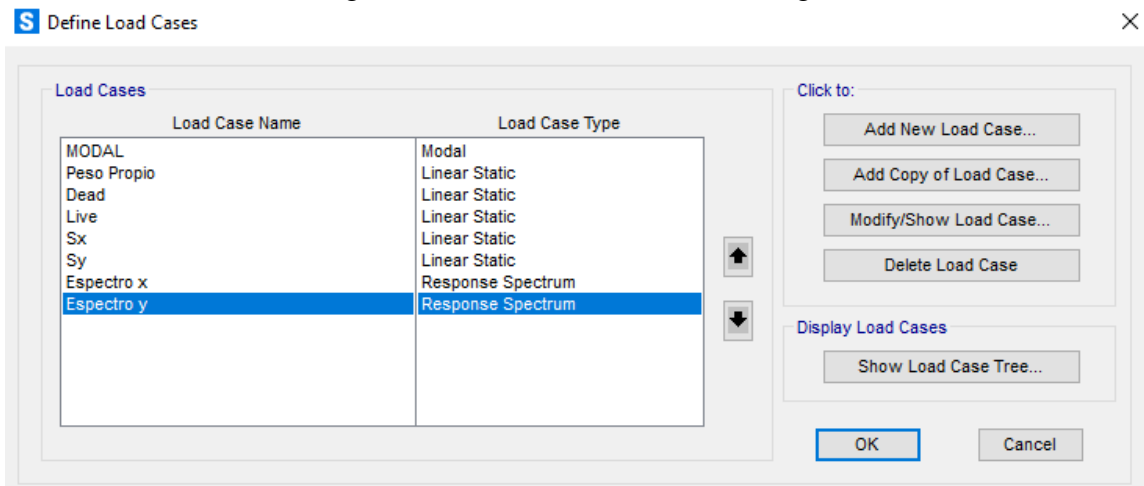 S Define Load Cases
Load Cases
Load Case Name Load Case Type
MODAL Modal
Peso Propio Linear Static
Dead Linear Static
Live Linear Static
Sx Linear Static
Sy Linear Static
Espectro x Response Spectrum
Espectro y Response Spectrum
Click to:
Add New Load Case...
Add Copy of Load Case...
Modify/Show Load Case...
Delete Load Case
Display Load Cases
Show Load Case Tree...
OK Cancel